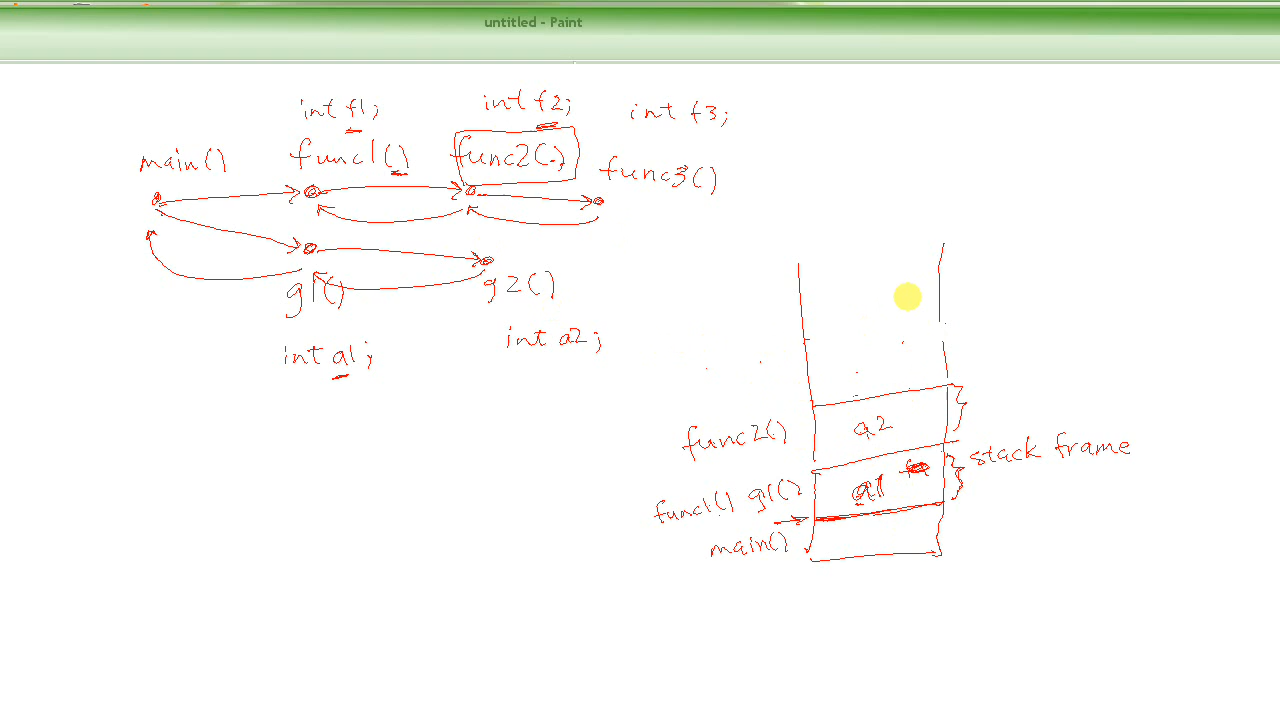 untitled - Paint
int f1;
int f2;
int f3;
main()
func1()
func2()
func3()
g1()
g2()
int a1;
int a2;
func2()
a2
stack frame
func1() g1()
a1
main()